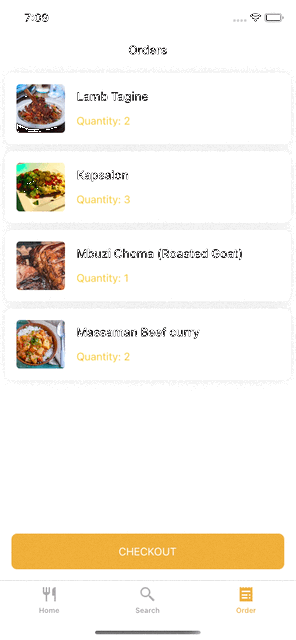 7:09
Orders
Lamb Tagine
Quantity: 2
Kapsalon
Quantity: 3
Mbuzi Choma (Roasted Goat)
Quantity: 1
Massaman Beef curry
Quantity: 2
CHECKOUT
Home
Search
Order